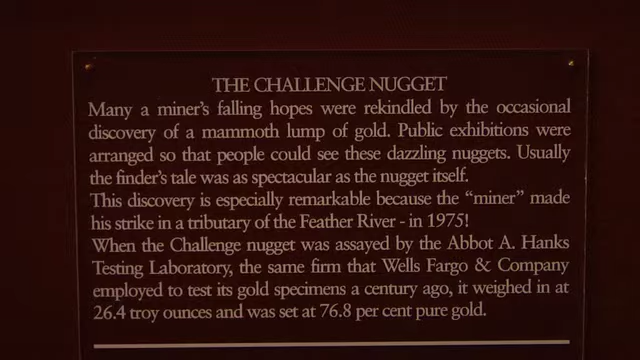 THE CHALLENGE NUGGET
Many a miner's falling hopes were rekindled by the occasional
discovery of a mammoth lump of gold. Public exhibitions were
arranged so that people could see these dazzling nuggets. Usually
the finder's tale was as spectacular as the nugget itself.
This discovery is especially remarkable because the “miner” made
his strike in a tributary of the Feather River - in 1975!
When the Challenge nugget was assayed by the Abbot A. Hanks
Testing Laboratory, the same firm that Wells Fargo & Company
employed to test its gold specimens a century ago, it weighed in at
26.4 troy ounces and was set at 76.8 per cent pure gold.